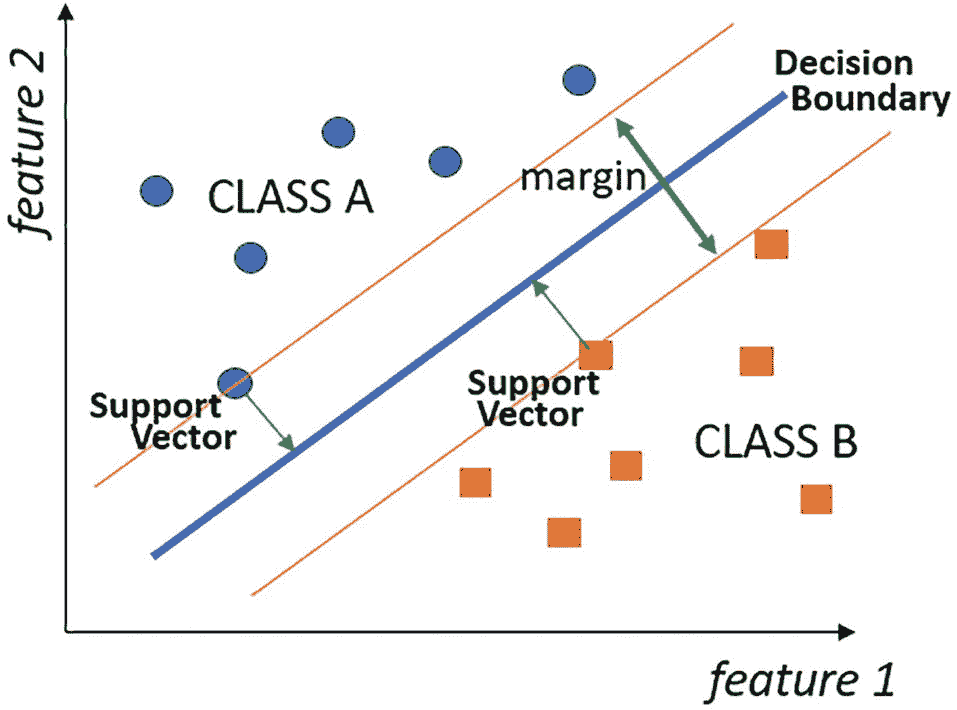 feature 2
Decision
Boundary
margin
CLASS A
Support
Vector
Support
Vector
CLASS B
feature 1